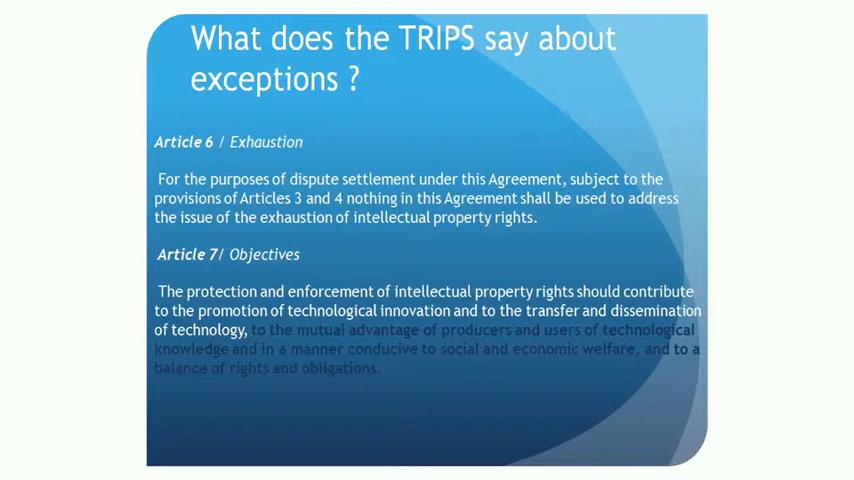 What does the TRIPS say about
exceptions ?
Article 6 / Exhaustion
For the purposes of dispute settlement under this Agreement, subject to the
provisions of Articles 3 and 4 nothing in this Agreement shall be used to address
the issue of the exhaustion of intellectual property rights.
Article 7/ Objectives
The protection and enforcement of intellectual property rights should contribute
to the promotion of technological innovation and to the transfer and dissemination
of technology, to the mutual advantage of producers and users of technological
knowledge and in a manner conducive to social and economic welfare, and to a
balance of rights and obligations.